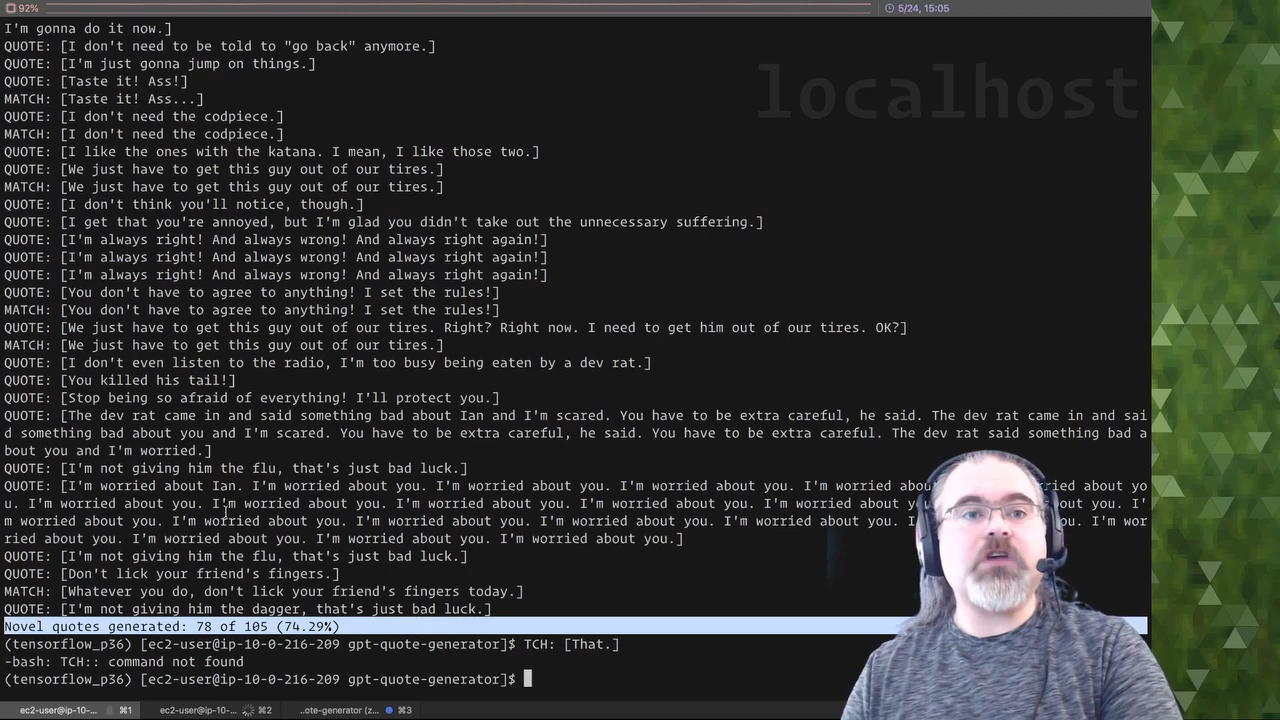 92%
5/24, 15:05
localhost
I'm gonna do it now.]
QUOTE: [I don't need to be told to "go back" anymore.]
QUOTE: [I'm just gonna jump on things.]
QUOTE: [Taste it! Ass!]
MATCH: [Taste it! Ass...]
QUOTE: [I don't need the codpiece.]
MATCH: [I don't need the codpiece.]
QUOTE: [I like the ones with the katana. I mean, I like those two.]
QUOTE: [We just have to get this guy out of our tires.]
MATCH: [We just have to get this guy out of our tires.]
QUOTE: [I don't think you'll notice, though.]
QUOTE: [I get that you're annoyed, but I'm glad you didn't take out the unnecessary suffering.]
QUOTE: [I'm always right! And always wrong! And always right again!]
QUOTE: [I'm always right! And always wrong! And always right again!]
QUOTE: [I'm always right! And always wrong! And always right again!]
QUOTE: [You don't have to agree to anything! I set the rules!]
MATCH: [You don't have to agree to anything! I set the rules!]
QUOTE: [We just have to get this guy out of our tires. Right? Right now. I need to get him out of our tires. OK?]
MATCH: [We just have to get this guy out of our tires.]
QUOTE: [I don't even listen to the radio, I'm too busy being eaten by a dev rat.]
QUOTE: [You killed his tail!]
QUOTE: [Stop being so afraid of everything! I'll protect you.]
QUOTE: [The dev rat came in and said something bad about Ian and I'm scared. You have to be extra careful, he said. The dev rat came in and sai
d something bad about you and I'm scared. You have to be extra careful, he said. You have to be extra careful. The dev rat said something bad a
bout you and I'm worried.]
QUOTE: [I'm not giving him the flu, that's just bad luck.]
QUOTE: [I'm worried about Ian. I'm worried about you. I'm worried about you. I'm worried about you. I'm worried abou ried about yo
u. I'm worried about you. I'm worried about you. I'm worried about you. I'm worried about you. I'm worried about y ou. I'
m worried about you. I'm worried about you. I'm worried about you. I'm worried about you. I ou. I'm wor
ried about you. I'm worried about you. I'm worried about you. I'm worried about you.]
QUOTE: [I'm not giving him the flu, that's just bad luck.]
QUOTE: [Don't lick your friend's fingers.]
MATCH: [Whatever you do, don't lick your friend's fingers today.]
QUOTE: [I'm not giving him the dagger, that's just bad luck.]
Novel quotes generated: 78 of 105 (74.29%)
(tensorflow_p36) [ec2-user@ip-10-0-216-209 gpt-quote-generator]$ TCH: [That.]
-bash: TCH:: command not found
(tensorflow_p36) [ec2-user@ip-10-0-216-209 gpt-quote-generator]$
ec2-user@ip-10-... ⌘1 ec2-user@ip-10-... ⌘2 ..ote-generator (z... ⌘3